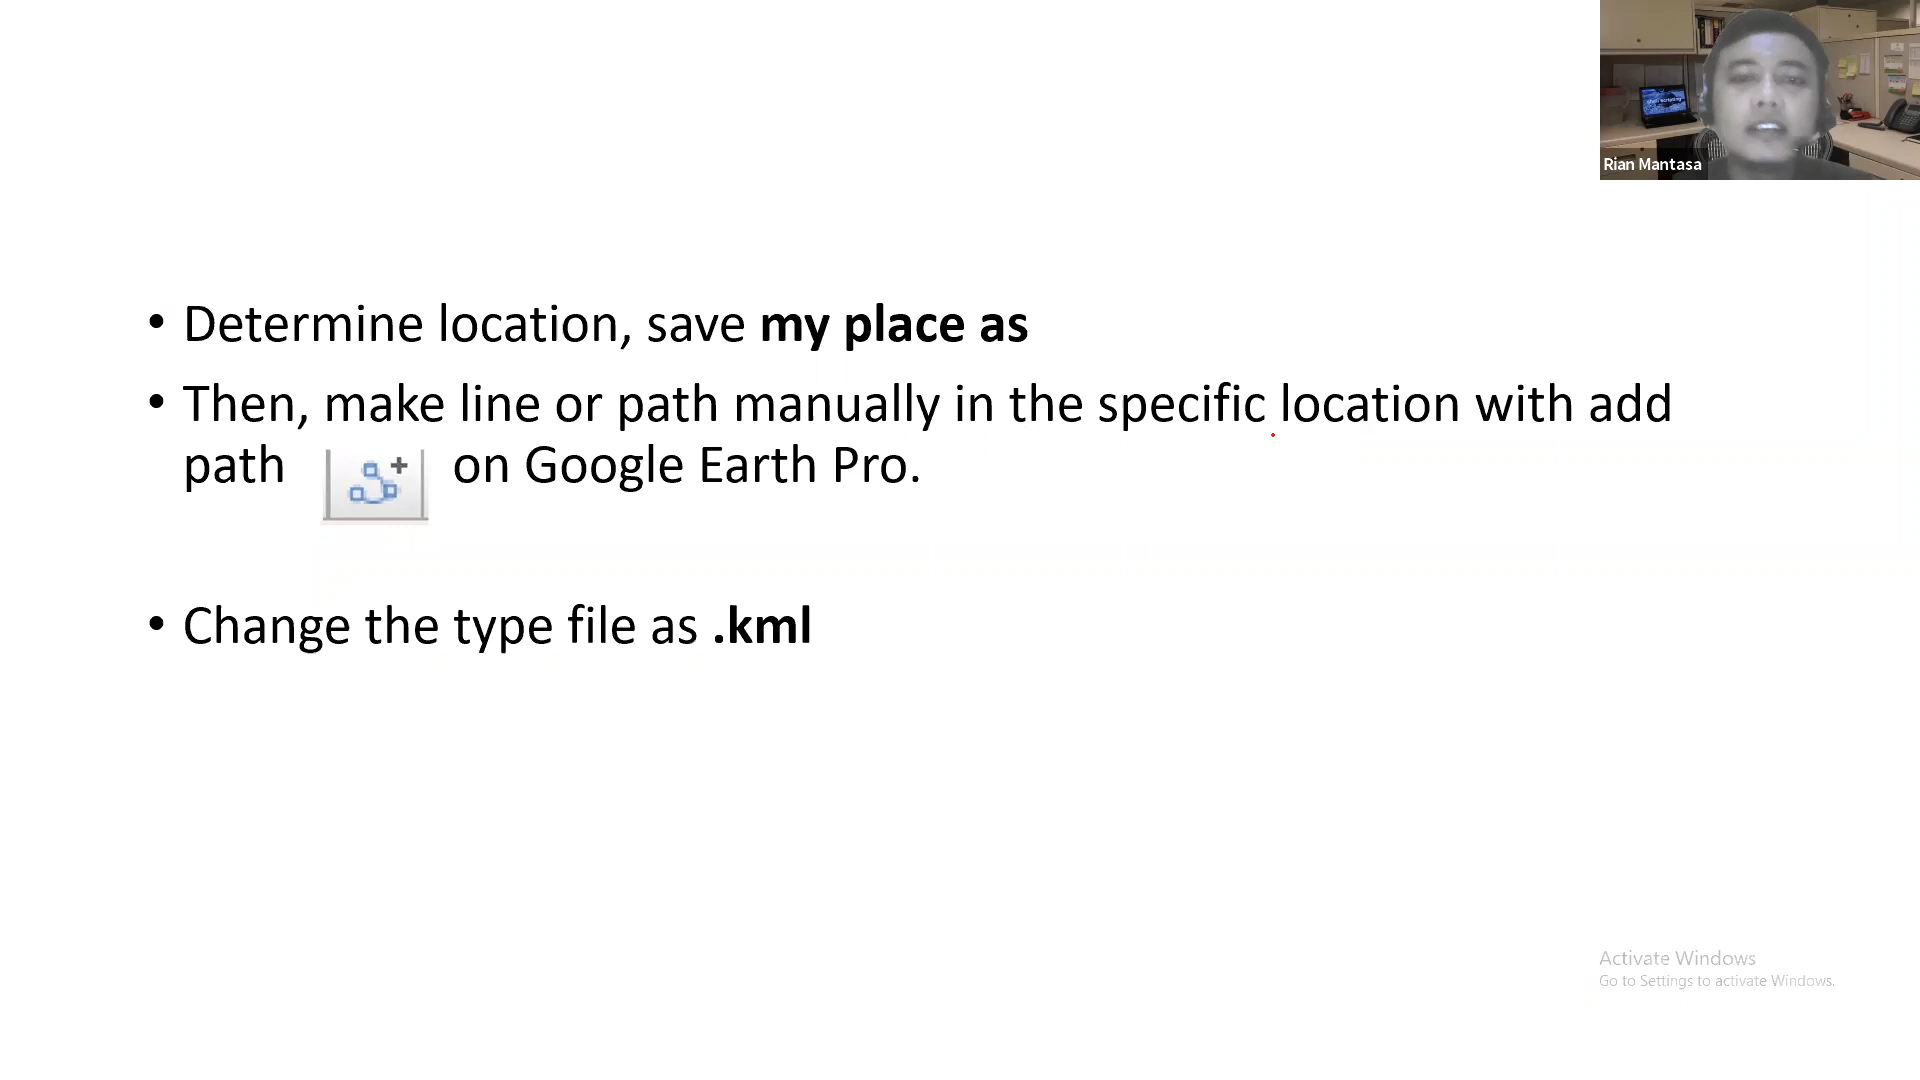 Rian Mantasa
• Determine location, save my place as
• Then, make line or path manually in the specific location with add
path on Google Earth Pro.
• Change the type file as .kml
Activate Windows
Go to Settings to activate Windows.